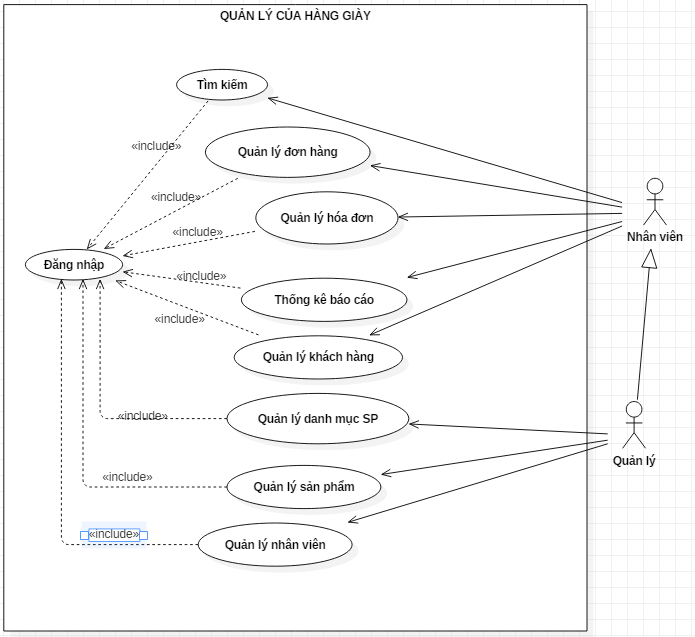 QUẢN LÝ CỦA HÀNG GIÀY
Tìm kiếm
«include»
Quản lý đơn hàng
«include»
Quản lý hóa đơn
«include»
Nhân viên
Đăng nhập
«include»
Thống kê báo cáo
«include»
Quản lý khách hàng
«include»
Quản lý danh mục SP
Quản lý
«include»
Quản lý sản phẩm
«include»
Quản lý nhân viên